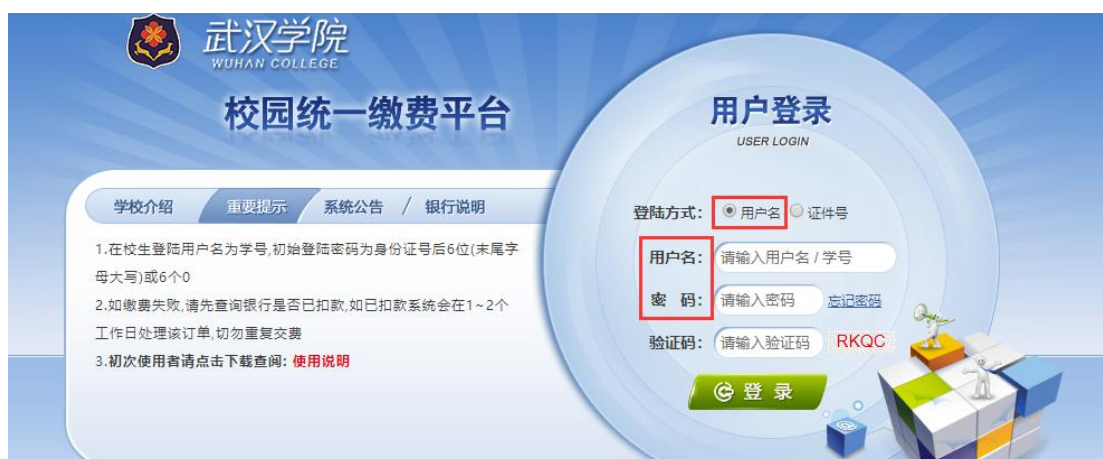 武汉学院
WUHAN COLLEGE
校园统一缴费平台
学校介绍 重要提示 系统公告 / 银行说明
1.在校生登陆用户名为学号,初始登陆密码为身份证号后6位(末尾字
母大写)或6个0
2.如缴费失败,请先查询银行是否已扣款,如已扣款系统会在1~2个
工作日处理该订单,切勿重复交费
3.初次使用者请点击下载查阅: 使用说明
用户登录
USER LOGIN
登陆方式: 用户名 证件号
用户名: 请输入用户名 / 学号
密 码: 请输入密码 忘记密码
验证码: 请输入验证码 RKQC
登 录